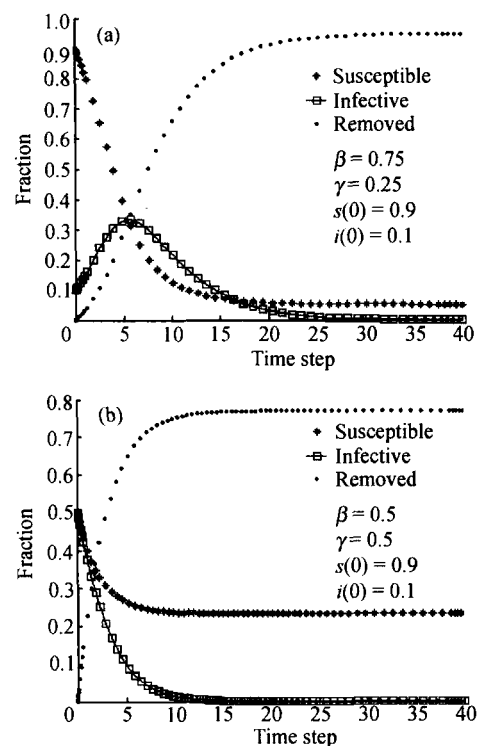 (a)
1.0
0.9
0.8
0.7
0.6
0.5
0.4
0.3
0.2
0.1
Fraction
Susceptible
Infective
Removed
β = 0.75
γ = 0.25
s(0) = 0.9
i(0) = 0.1
0 5 10 15 20 25 30 35 40
Time step
(b)
0.8
0.7
0.6
0.5
0.4
0.3
0.2
0.1
Fraction
Susceptible
Infective
Removed
β = 0.5
γ = 0.5
s(0) = 0.9
i(0) = 0.1
0 5 10 15 20 25 30 35 40
Time step